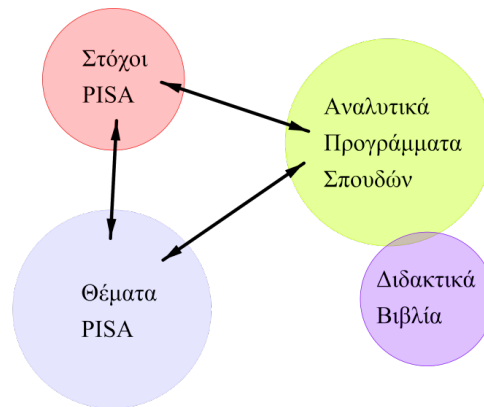 Στόχοι
PISA
Αναλυτικά
Προγράμματα
Σπουδών
Θέματα
PISA
Διδακτικά
Βιβλία